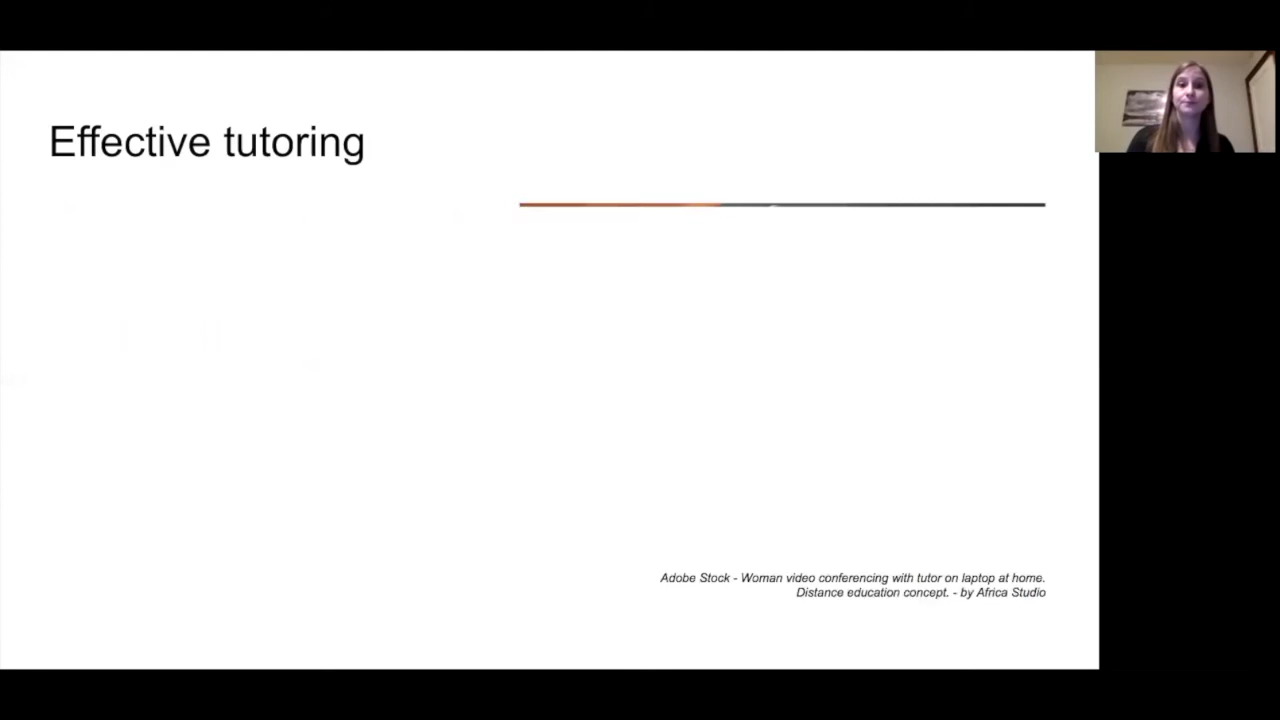 Effective tutoring
Adobe Stock - Woman video conferencing with tutor on laptop at home.
Distance education concept. - by Africa Studio